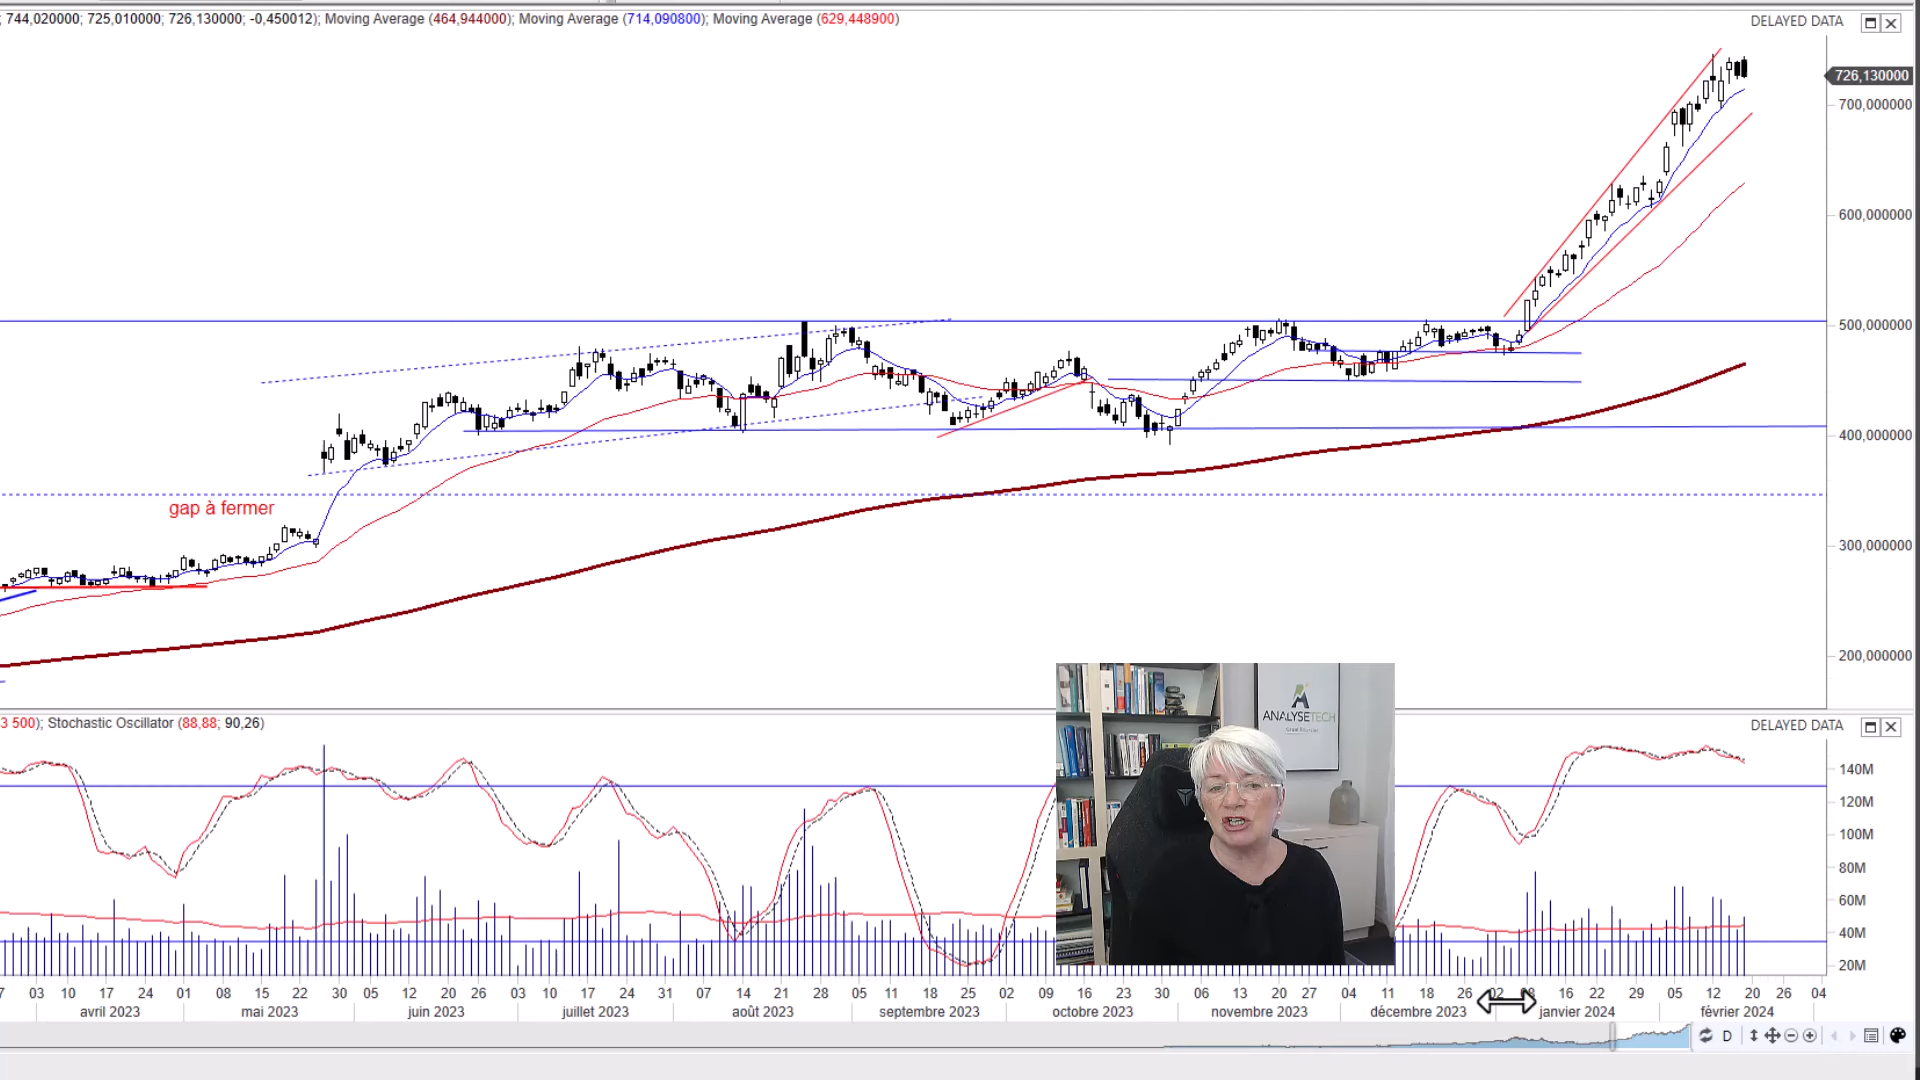 ; 744,020000; 725,010000; 726,130000; -0,450012); Moving Average (464,944000); Moving Average (714,090800); Moving Average (629,448900)
DELAYED DATA
726,130000
700,000000
600,000000
500,000000
400,000000
300,000000
200,000000
gap à fermer
3 500); Stochastic Oscillator (88,88; 90,26)
DELAYED DATA
ANALYSETECH
140M
120M
100M
80M
60M
40M
20M
7 03 10 17 24 01 08 15 22 30 05 12 20 26 03 10 17 24 31 07 14 21 28 05 11 18 25 02 09 16 23 30 06 13 20 27 04 11 18 26 02 16 22 29 05 12 20 26 04
avril 2023 mai 2023 juin 2023 juillet 2023 août 2023 septembre 2023 octobre 2023 novembre 2023 décembre 2023 janvier 2024 février 2024
D